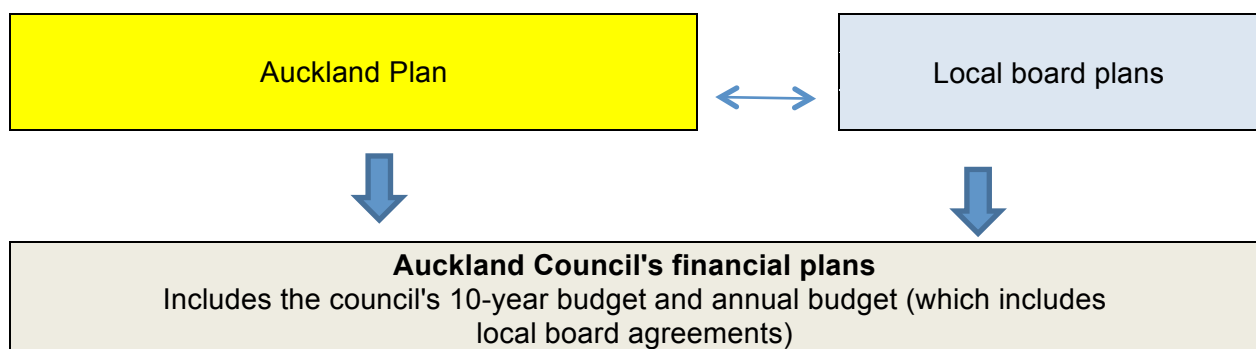 Auckland Plan
Local board plans
Auckland Council's financial plans
Includes the council's 10-year budget and annual budget (which includes
local board agreements)